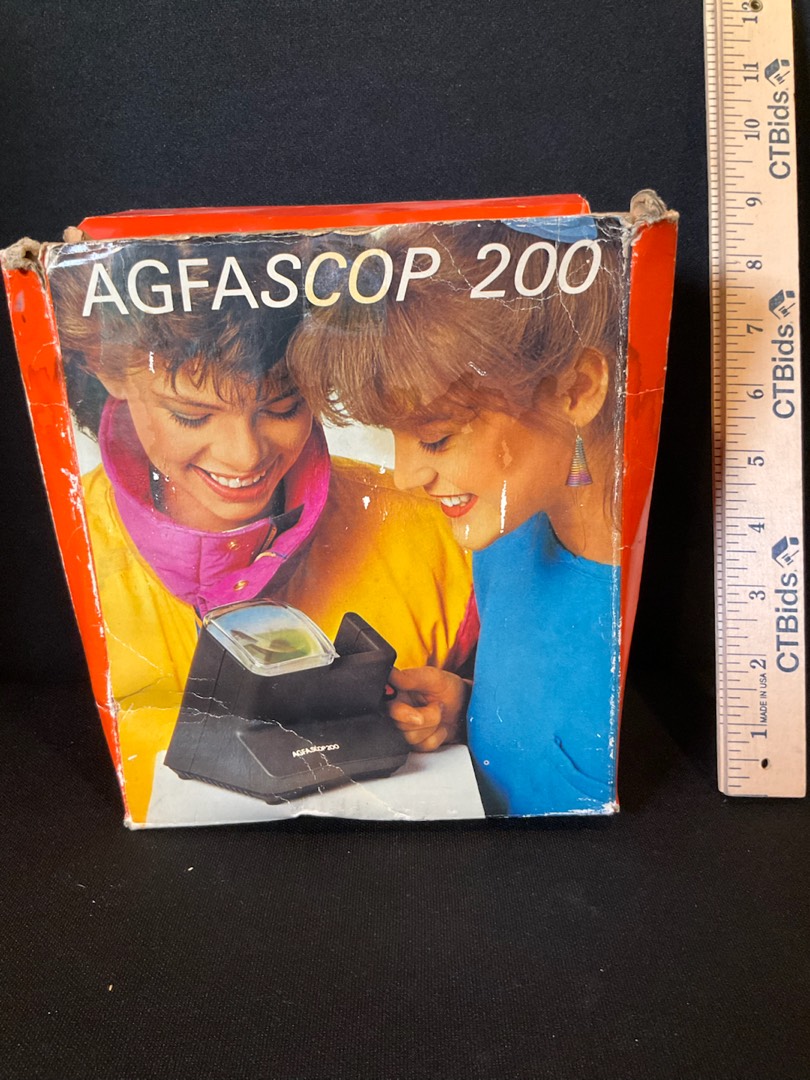 AGFASCOP 200
AGFASCOP 200
12
11
10
9
8
7
6
5
4
3
2
1
CTBids
CTBids
CTBids
MADE IN USA